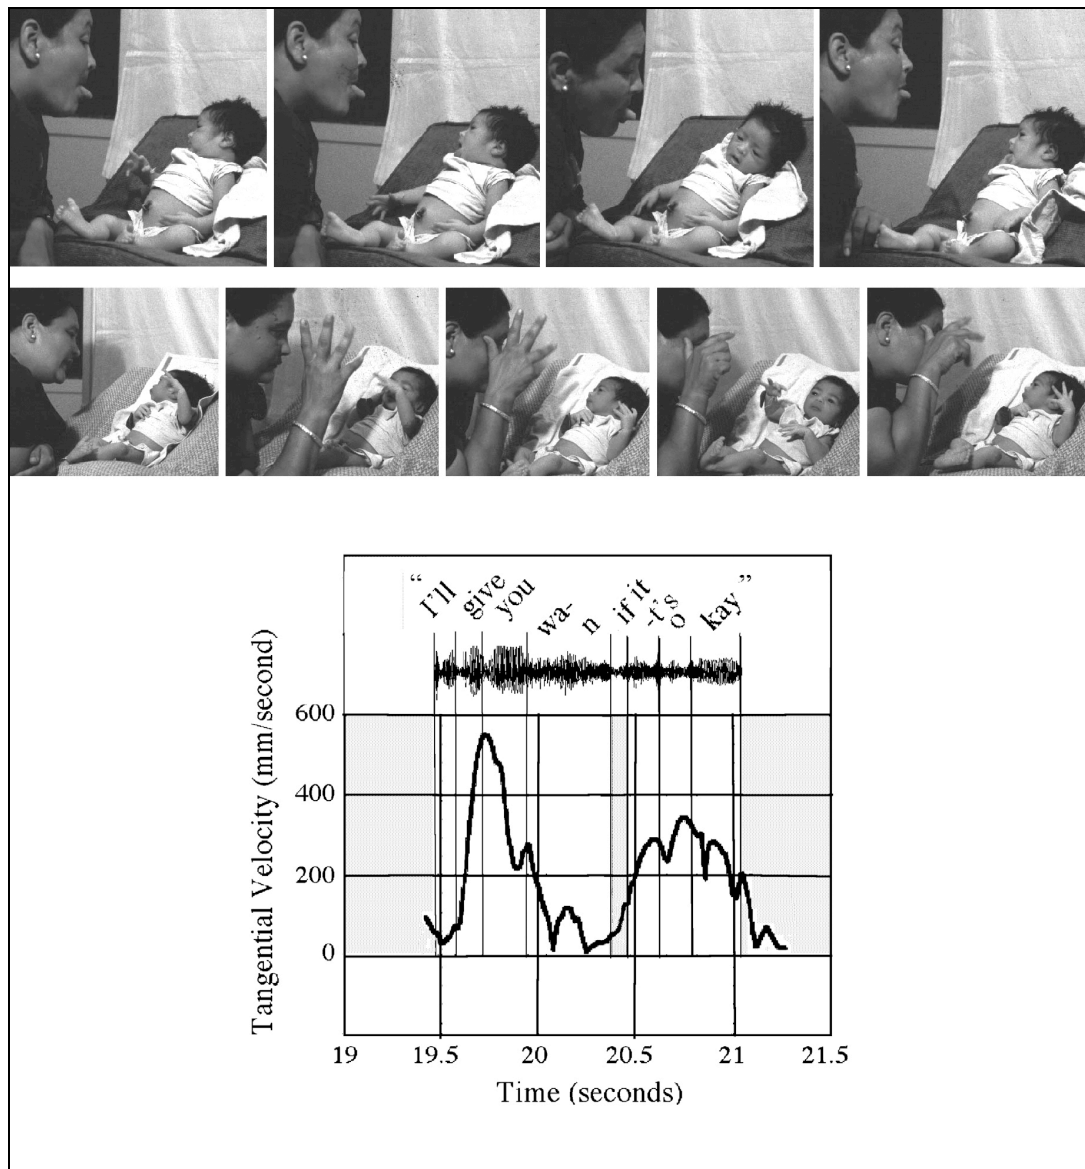 “I'll give you wa- n if it -t's o kay”
Tangential Velocity (mm/second)
600
400
200
0
19 19.5 20 20.5 21 21.5
Time (seconds)